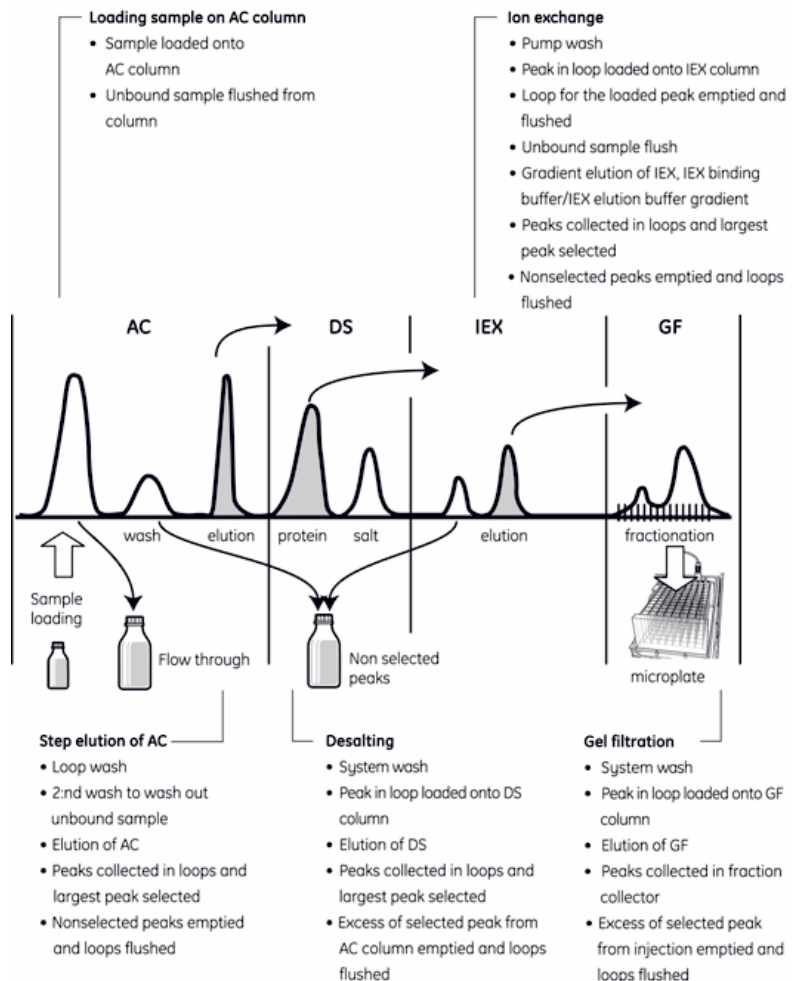 Loading sample on AC column
• Sample loaded onto
AC column
• Unbound sample flushed from
column
Ion exchange
• Pump wash
• Peak in loop loaded onto IEX column
• Loop for the loaded peak emptied and
flushed
• Unbound sample flush
• Gradient elution of IEX, IEX binding
buffer/IEX elution buffer gradient
• Peaks collected in loops and largest
peak selected
• Nonselected peaks emptied and loops
flushed
AC
DS
IEX
GF
wash
elution
protein
salt
elution
fractionation
Sample
loading
Flow through
Non selected
peaks
microplate
Step elution of AC
• Loop wash
• 2:nd wash to wash out
unbound sample
• Elution of AC
• Peaks collected in loops and
largest peak selected
• Nonselected peaks emptied
and loops flushed
Desalting
• System wash
• Peak in loop loaded onto DS
column
• Elution of DS
• Peaks collected in loops and
largest peak selected
• Excess of selected peak from
AC column emptied and loops
flushed
Gel filtration
• System wash
• Peak in loop loaded onto GF
column
• Elution of GF
• Peaks collected in fraction
collector
• Excess of selected peak
from injection emptied and
loops flushed